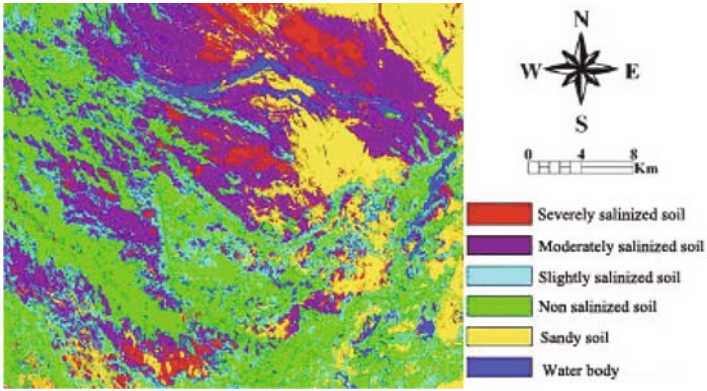 N
W E
S
0 4 8
Km
Severely salinized soil
Moderately salinized soil
Slightly salinized soil
Non salinized soil
Sandy soil
Water body